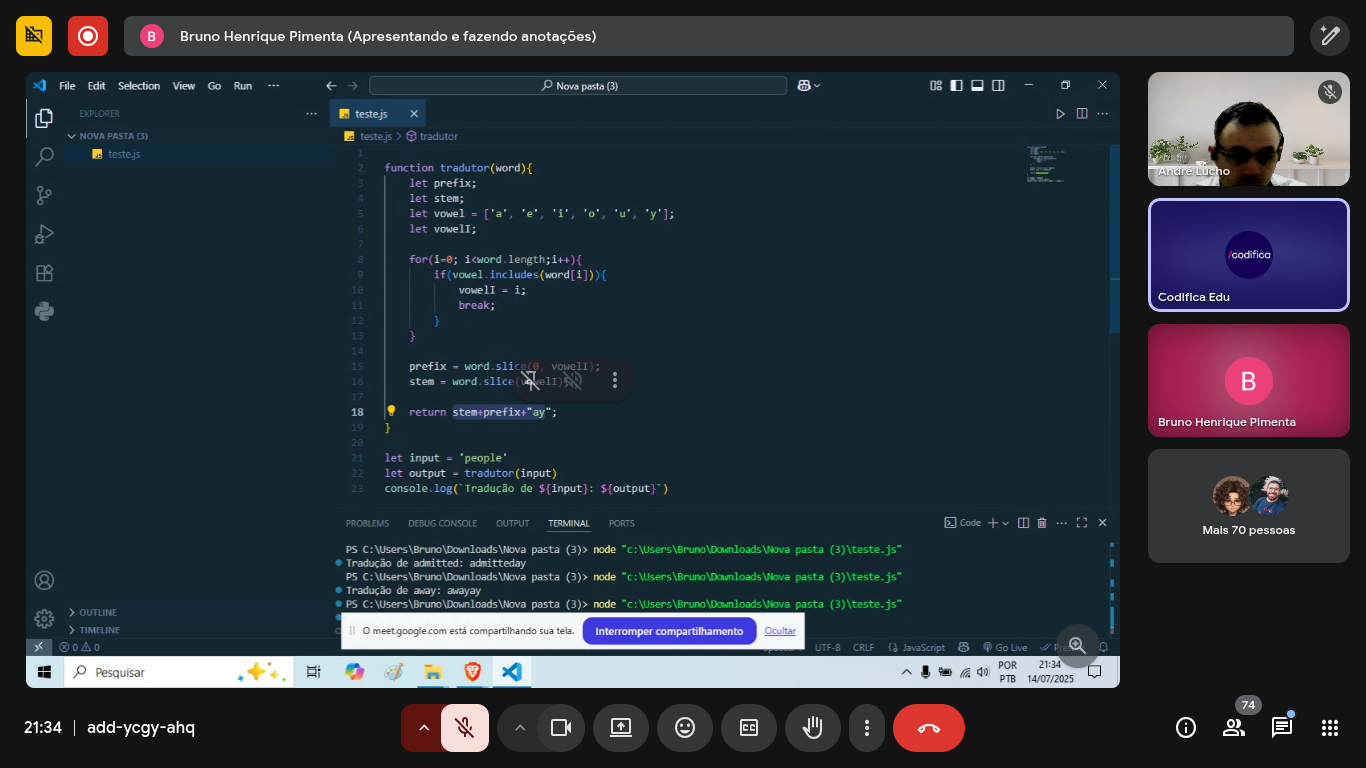 B Bruno Henrique Pimenta (Apresentando e fazendo anotações)
File Edit Selection View Go Run ··· Nova pasta (3)
EXPLORER ···
NOVA PASTA (3)
teste.js
teste.js
teste.js > tradutor
1
2 function tradutor(word){
3 let prefix;
4 let stem;
5 let vowel = ['a', 'e', 'i', 'o', 'u', 'y'];
6 let vowelI;
7
8 for(i=0; i<word.length;i++){
9 if(vowel.includes(word[i])){
10 vowelI = i;
11 break;
12 }
13 }
14
15 prefix = word.slice(0, vowelI);
16 stem = word.slice(vowelI)
17
18 return stem+prefix+"ay";
19 }
20
21 let input = 'people'
22 let output = tradutor(input)
23 console.log(`Tradução de ${input}: ${output}`)
PROBLEMS DEBUG CONSOLE OUTPUT TERMINAL PORTS Code
PS C:\Users\Bruno\Downloads\Nova pasta (3)> node "c:\Users\Bruno\Downloads\Nova pasta (3)\teste.js"
Tradução de admitted: admitteday
PS C:\Users\Bruno\Downloads\Nova pasta (3)> node "c:\Users\Bruno\Downloads\Nova pasta (3)\teste.js"
Tradução de away: awayay
PS C:\Users\Bruno\Downloads\Nova pasta (3)> node "c:\Users\Bruno\Downloads\Nova pasta (3)\teste.js"
OUTLINE
TIMELINE
O meet.google.com está compartilhando sua tela. Interromper compartilhamento Ocultar
0 0 UTF-8 CRLF JavaScript Go Live
Pesquisar
POR
PTB
21:34
14/07/2025
André Lucho
/codifica
Codifica Edu
B
Bruno Henrique Pimenta
Mais 70 pessoas
21:34 | add-ycgy-ahq
74